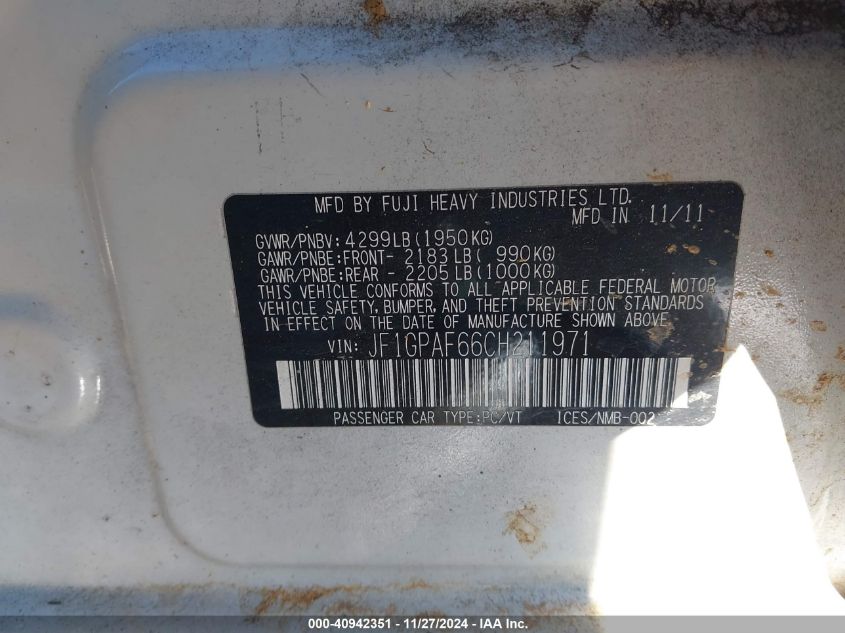 MFD BY FUJI HEAVY INDUSTRIES LTD.
MFD IN 11/11
GVWR/PNBV: 4299LB(1950KG)
GAWR/PNBE:FRONT- 2183LB( 990KG)
GAWR/PNBE:REAR - 2205LB(1000KG)
THIS VEHICLE CONFORMS TO ALL APPLICABLE FEDERAL MOTOR
VEHICLE SAFETY, BUMPER, AND THEFT PREVENTION STANDARDS
IN EFFECT ON THE DATE OF MANUFACTURE SHOWN ABOVE.
VIN: JF1GPAF66CH211971
PASSENGER CAR TYPE:PC/VT ICES/NMB-002
000-40942351 - 11/27/2024 - IAA Inc.